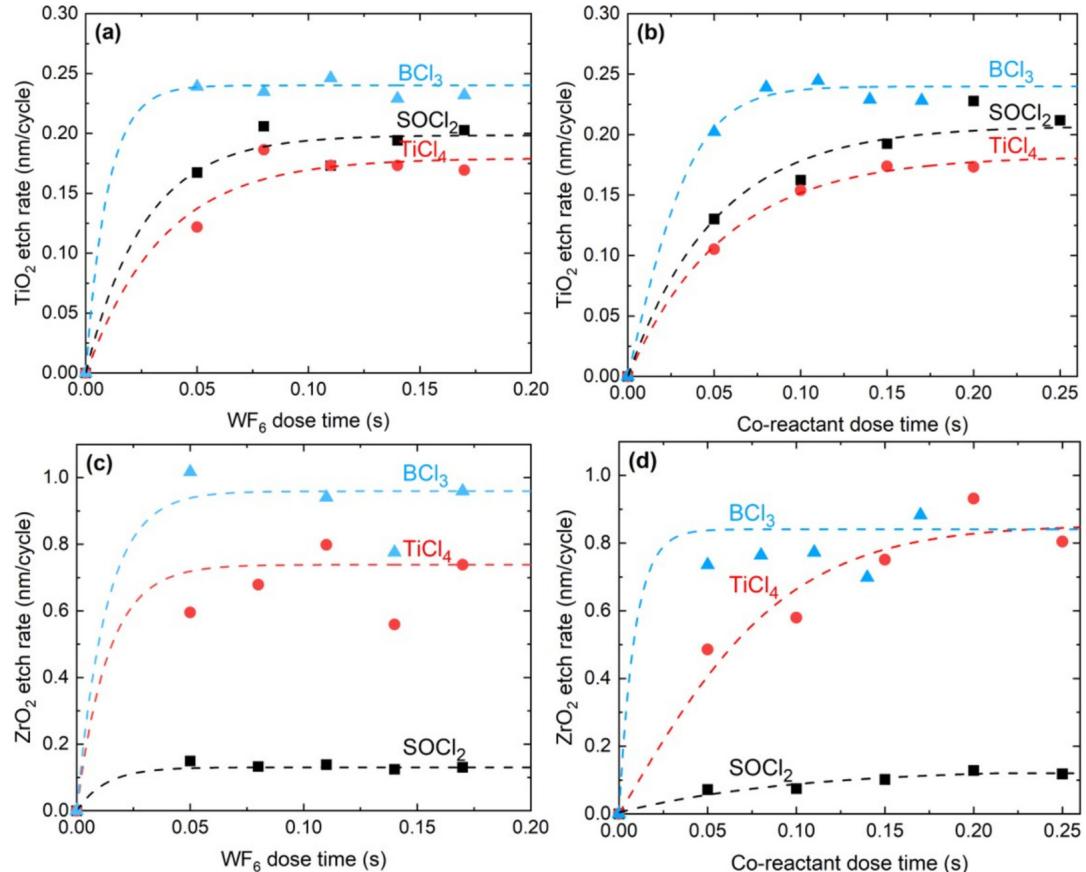 (a)
0.30
0.25
0.20
0.15
0.10
0.05
0.00
TiO2 etch rate (nm/cycle)
BCl3
SOCl2
TiCl4
0.00 0.05 0.10 0.15 0.20
WF6 dose time (s)
(b)
0.30
0.25
0.20
0.15
0.10
0.05
0.00
TiO2 etch rate (nm/cycle)
BCl3
SOCl2
TiCl4
0.00 0.05 0.10 0.15 0.20 0.25
Co-reactant dose time (s)
(c)
1.0
0.8
0.6
0.4
0.2
0.0
ZrO2 etch rate (nm/cycle)
BCl3
TiCl4
SOCl2
0.00 0.05 0.10 0.15 0.20
WF6 dose time (s)
(d)
1.0
0.8
0.6
0.4
0.2
0.0
ZrO2 etch rate (nm/cycle)
BCl3
TiCl4
SOCl2
0.00 0.05 0.10 0.15 0.20 0.25
Co-reactant dose time (s)